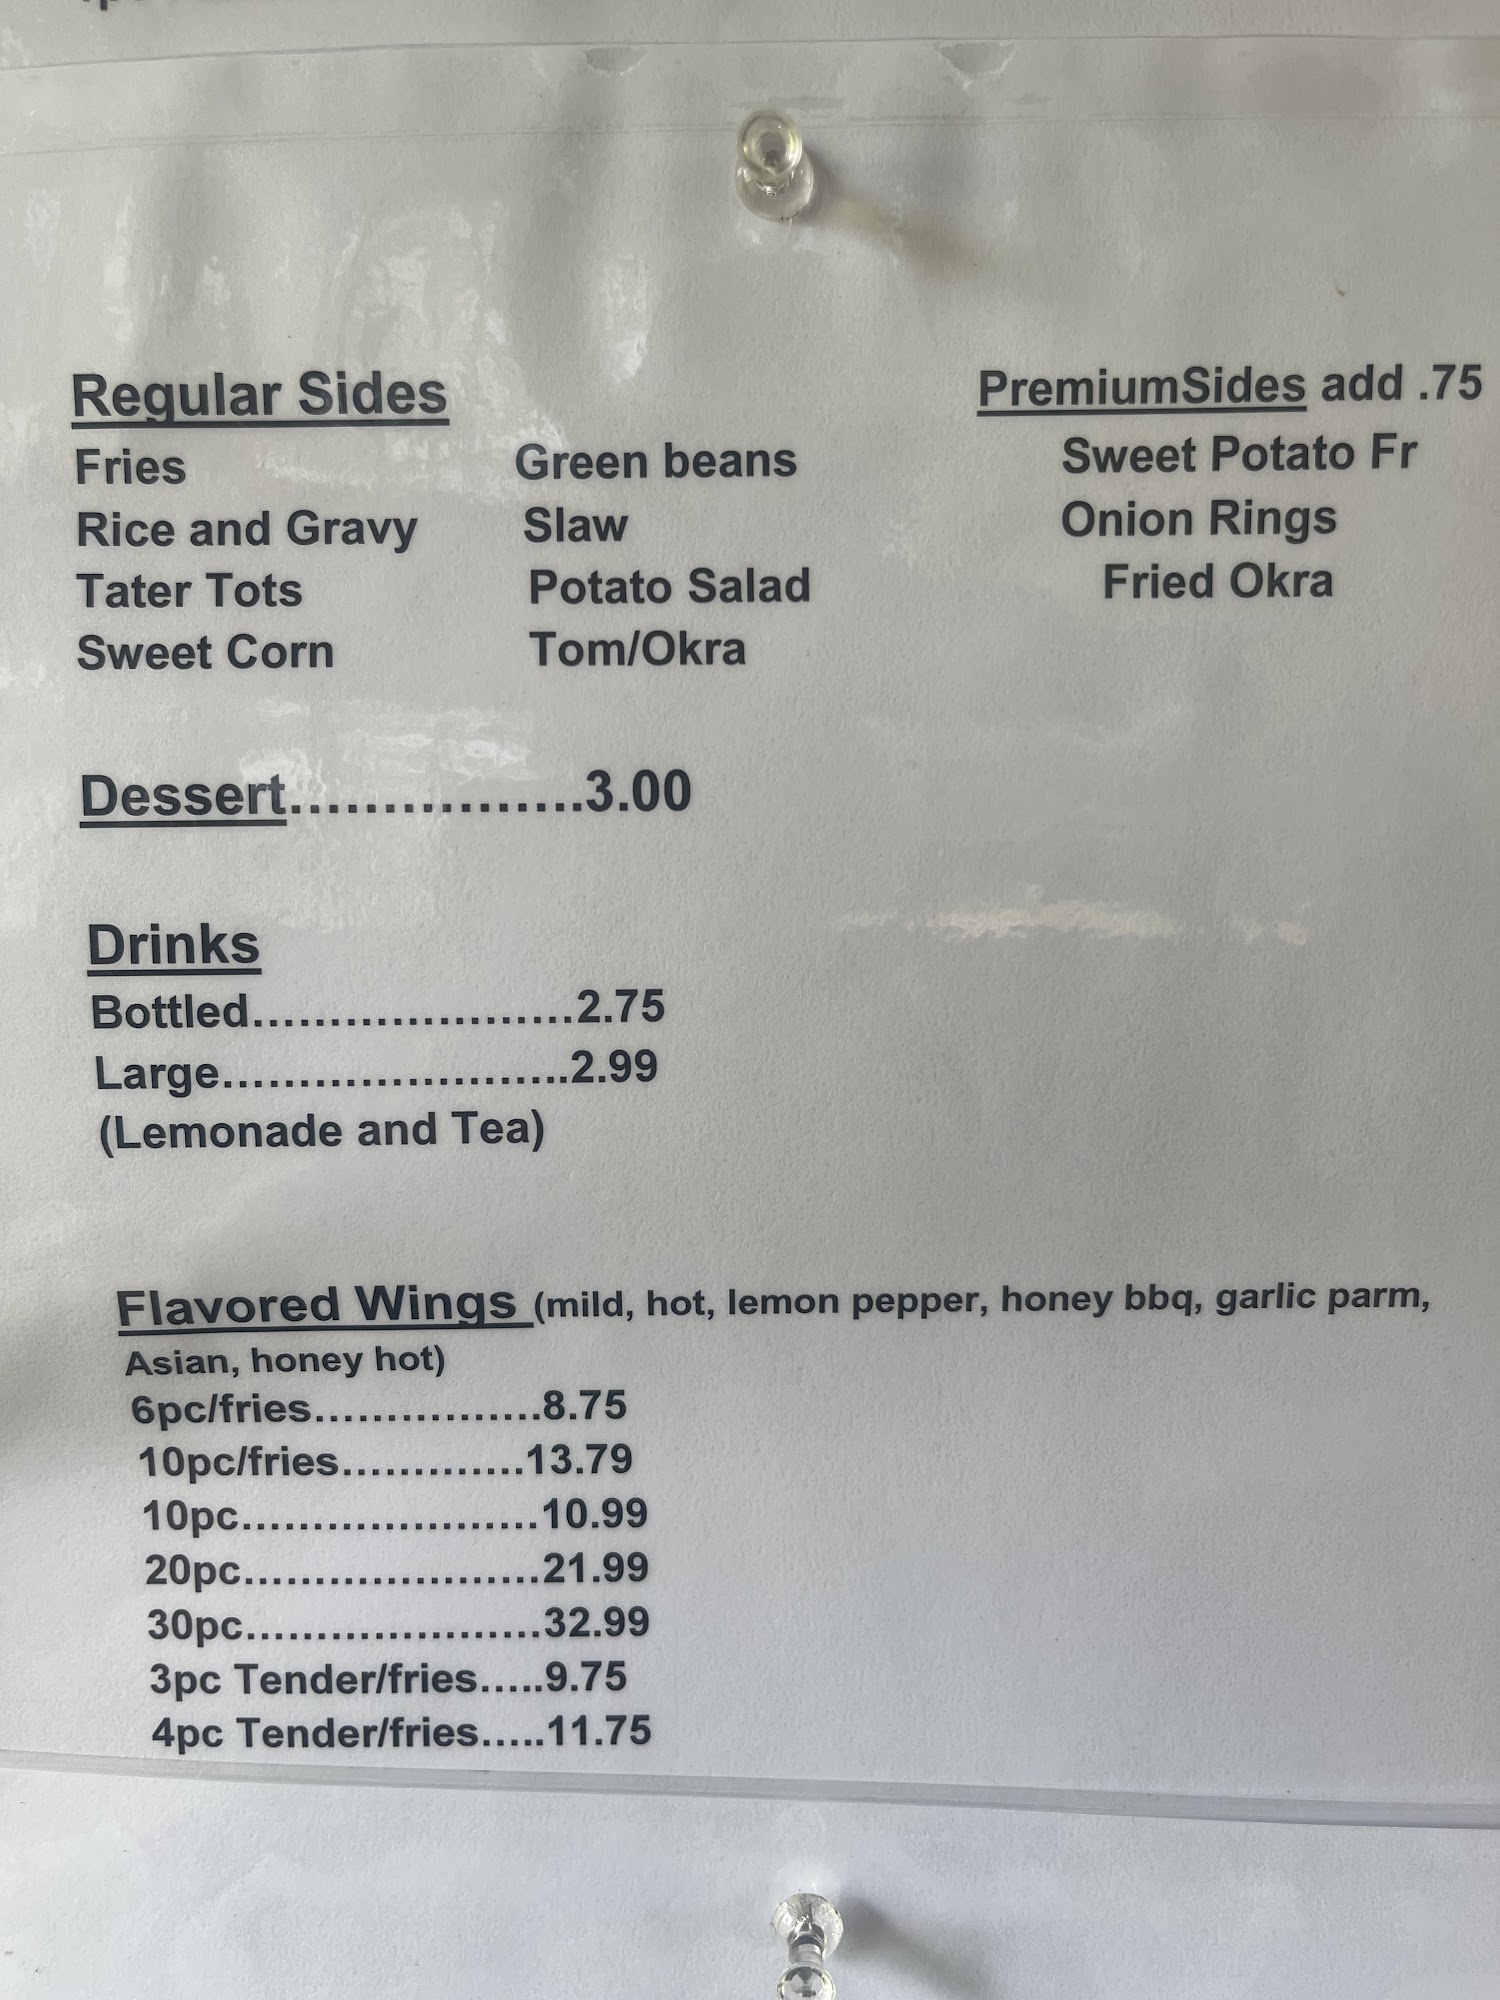 Regular Sides PremiumSides add .75
Fries Green beans Sweet Potato Fr
Rice and Gravy Slaw Onion Rings
Tater Tots Potato Salad Fried Okra
Sweet Corn Tom/Okra
Dessert................3.00
Drinks
Bottled.....................2.75
Large.......................2.99
(Lemonade and Tea)
Flavored Wings (mild, hot, lemon pepper, honey bbq, garlic parm,
Asian, honey hot)
6pc/fries................8.75
10pc/fries.............13.79
10pc.....................10.99
20pc.....................21.99
30pc.....................32.99
3pc Tender/fries.....9.75
4pc Tender/fries.....11.75